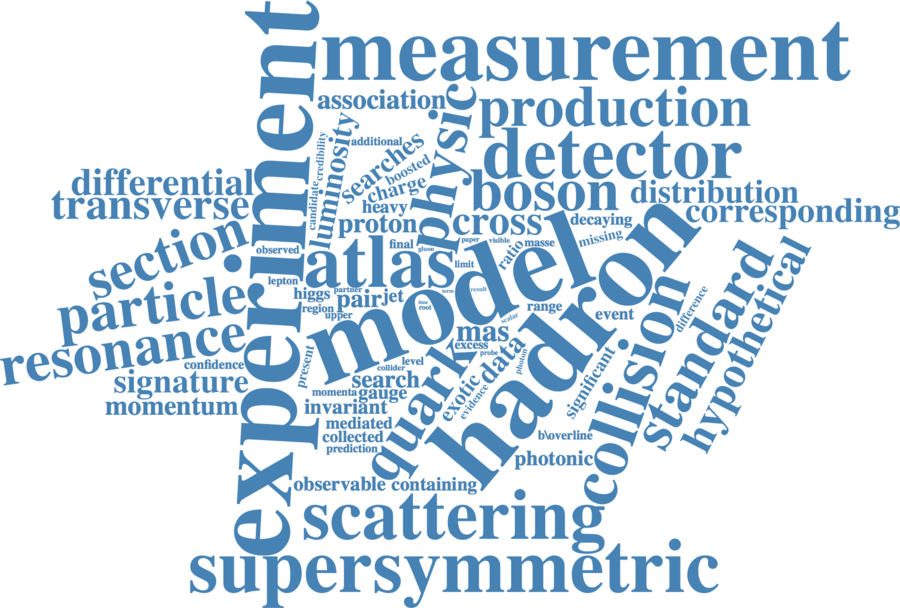 experiment
measurement
association
physic
production
additional
credibility
candidate
luminosity
searches
boosted
charge
heavy
proton
detector
boson
distribution
corresponding
differential
transverse
section
observed
cross
decaying
missing
final
gluon
paper
visible
masse
ratio
atlas
model
hadron
limit
lepton
higgs
partner
region
upper
pair
jet
term
result
time
root
scalar
range
event
difference
standard
hypothetical
particle
resonance
confidence
signature
momentum
present
mas
excess
probe
data
photon
level
collider
search
momenta
gauge
invariant
mediated
collected
prediction
quark
exotic
evidence
significant
collision
b\overline
photonic
observable
containing
scattering
supersymmetric